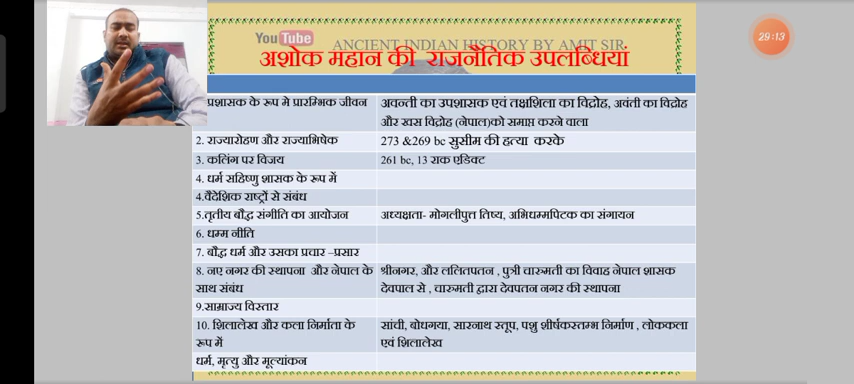 29:13
YouTube
ANCIENT INDIAN HISTORY BY AMIT SIR
अशोक महान की राजनैतिक उपलब्धियां
प्रशासक के रूप मे प्रारम्भिक जीवन
अवन्ती का उपशासक एवं तक्षशिला का विद्रोह, अवंती का विद्रोह
और खस विद्रोह (नेपाल)को समाप्त करने वाला
2. राज्यारोहण और राज्याभिषेक
273 &269 bc सुसीम की हत्या करके
3. कलिंग पर विजय
261 bc, 13 राक एडिक्ट
4. धर्म सहिष्णु शासक के रूप में
4.वैदेशिक राष्ट्रों से संबंध
5.तृतीय बौद्ध संगीति का आयोजन
अध्यक्षता- मोगलीपुत्त तिष्य, अभिधम्मपिटक का संगायन
6. धम्म नीति
7. बौद्ध धर्म और उसका प्रचार –प्रसार
8. नए नगर की स्थापना और नेपाल के
साथ संबंध
श्रीनगर, और ललितपतन , पुत्री चारुमती का विवाह नेपाल शासक
देवपाल से , चारुमती द्वारा देवपतन नगर की स्थापना
9.साम्राज्य विस्तार
10. शिलालेख और कला निर्माता के
रूप में
सांची, बोधगया, सारनाथ स्तूप, पशु शीर्षकस्तम्भ निर्माण , लोककला
एवं शिलालेख
धर्म, मृत्यु और मूल्यांकन